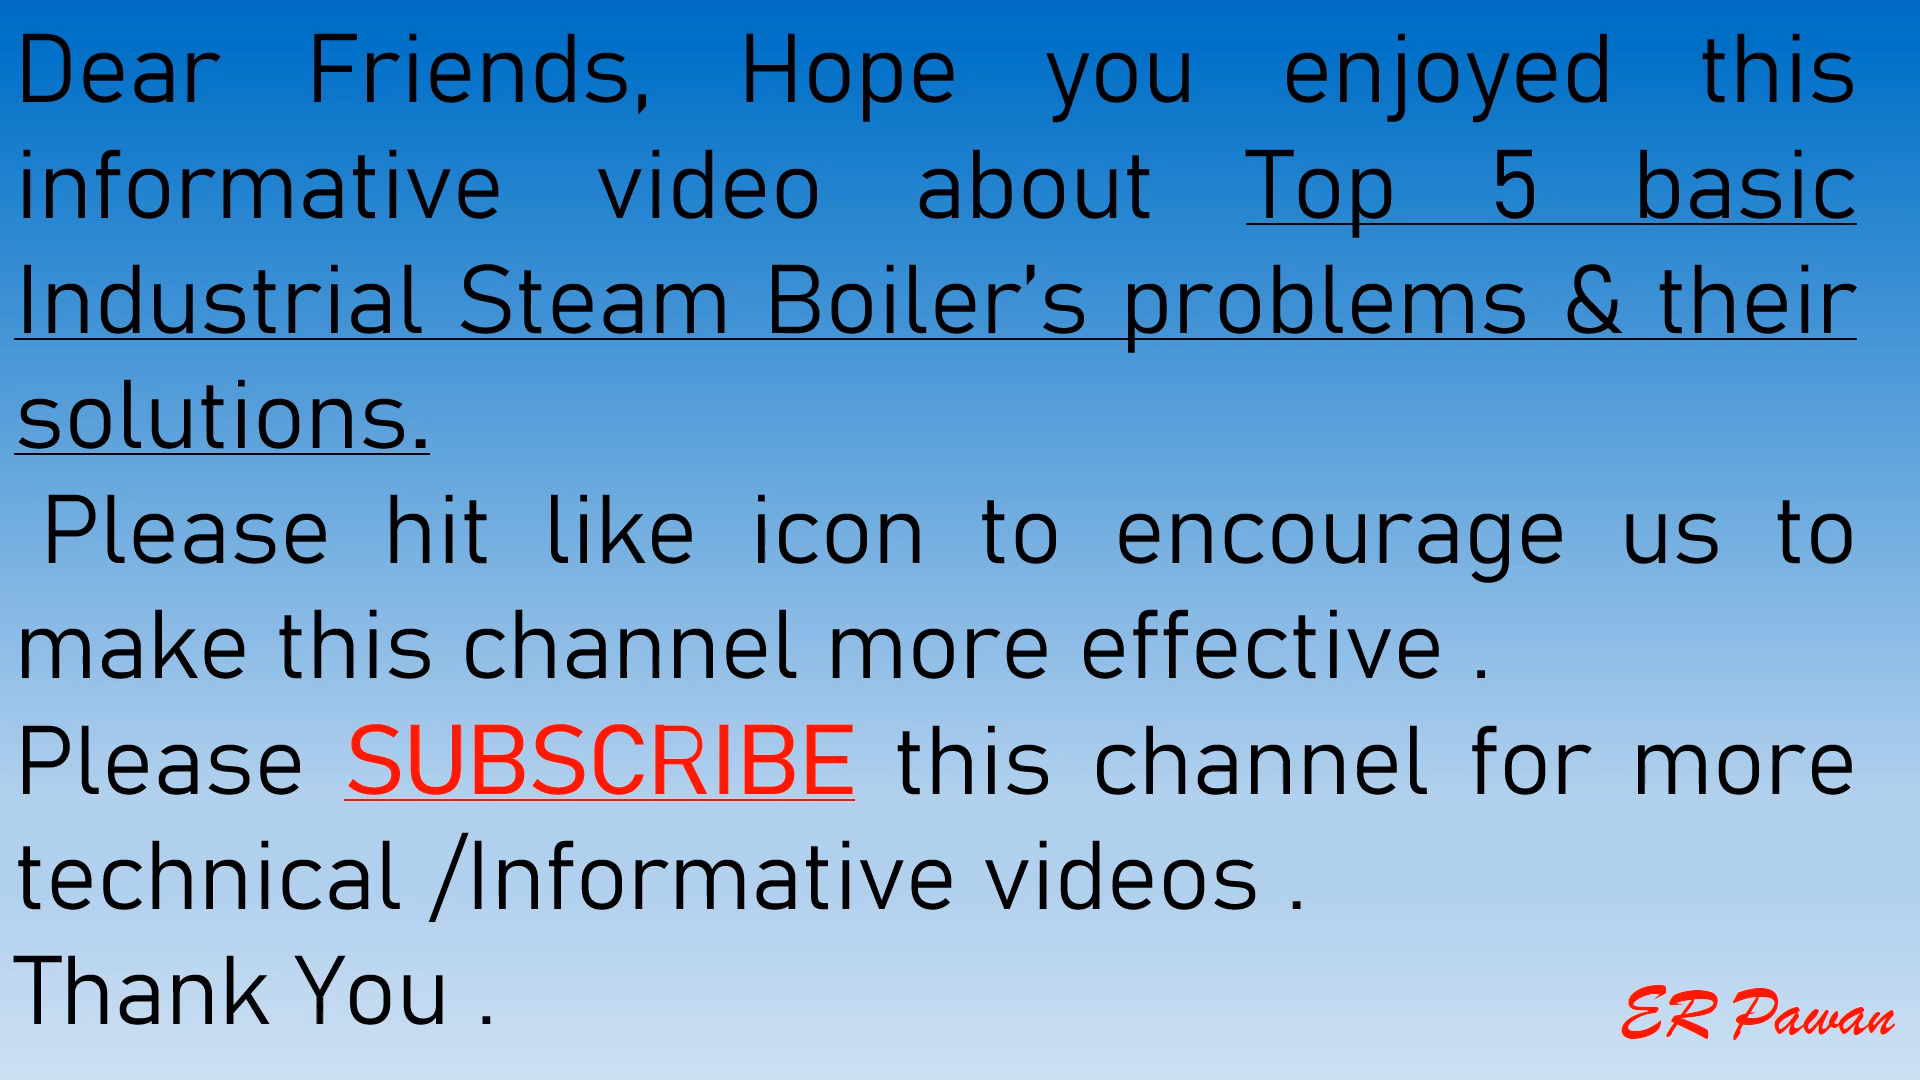 Dear Friends, Hope you enjoyed this
informative video about Top 5 basic
Industrial Steam Boiler’s problems & their
solutions.
Please hit like icon to encourage us to
make this channel more effective .
Please SUBSCRIBE this channel for more
technical /Informative videos .
Thank You .
ER Pawan